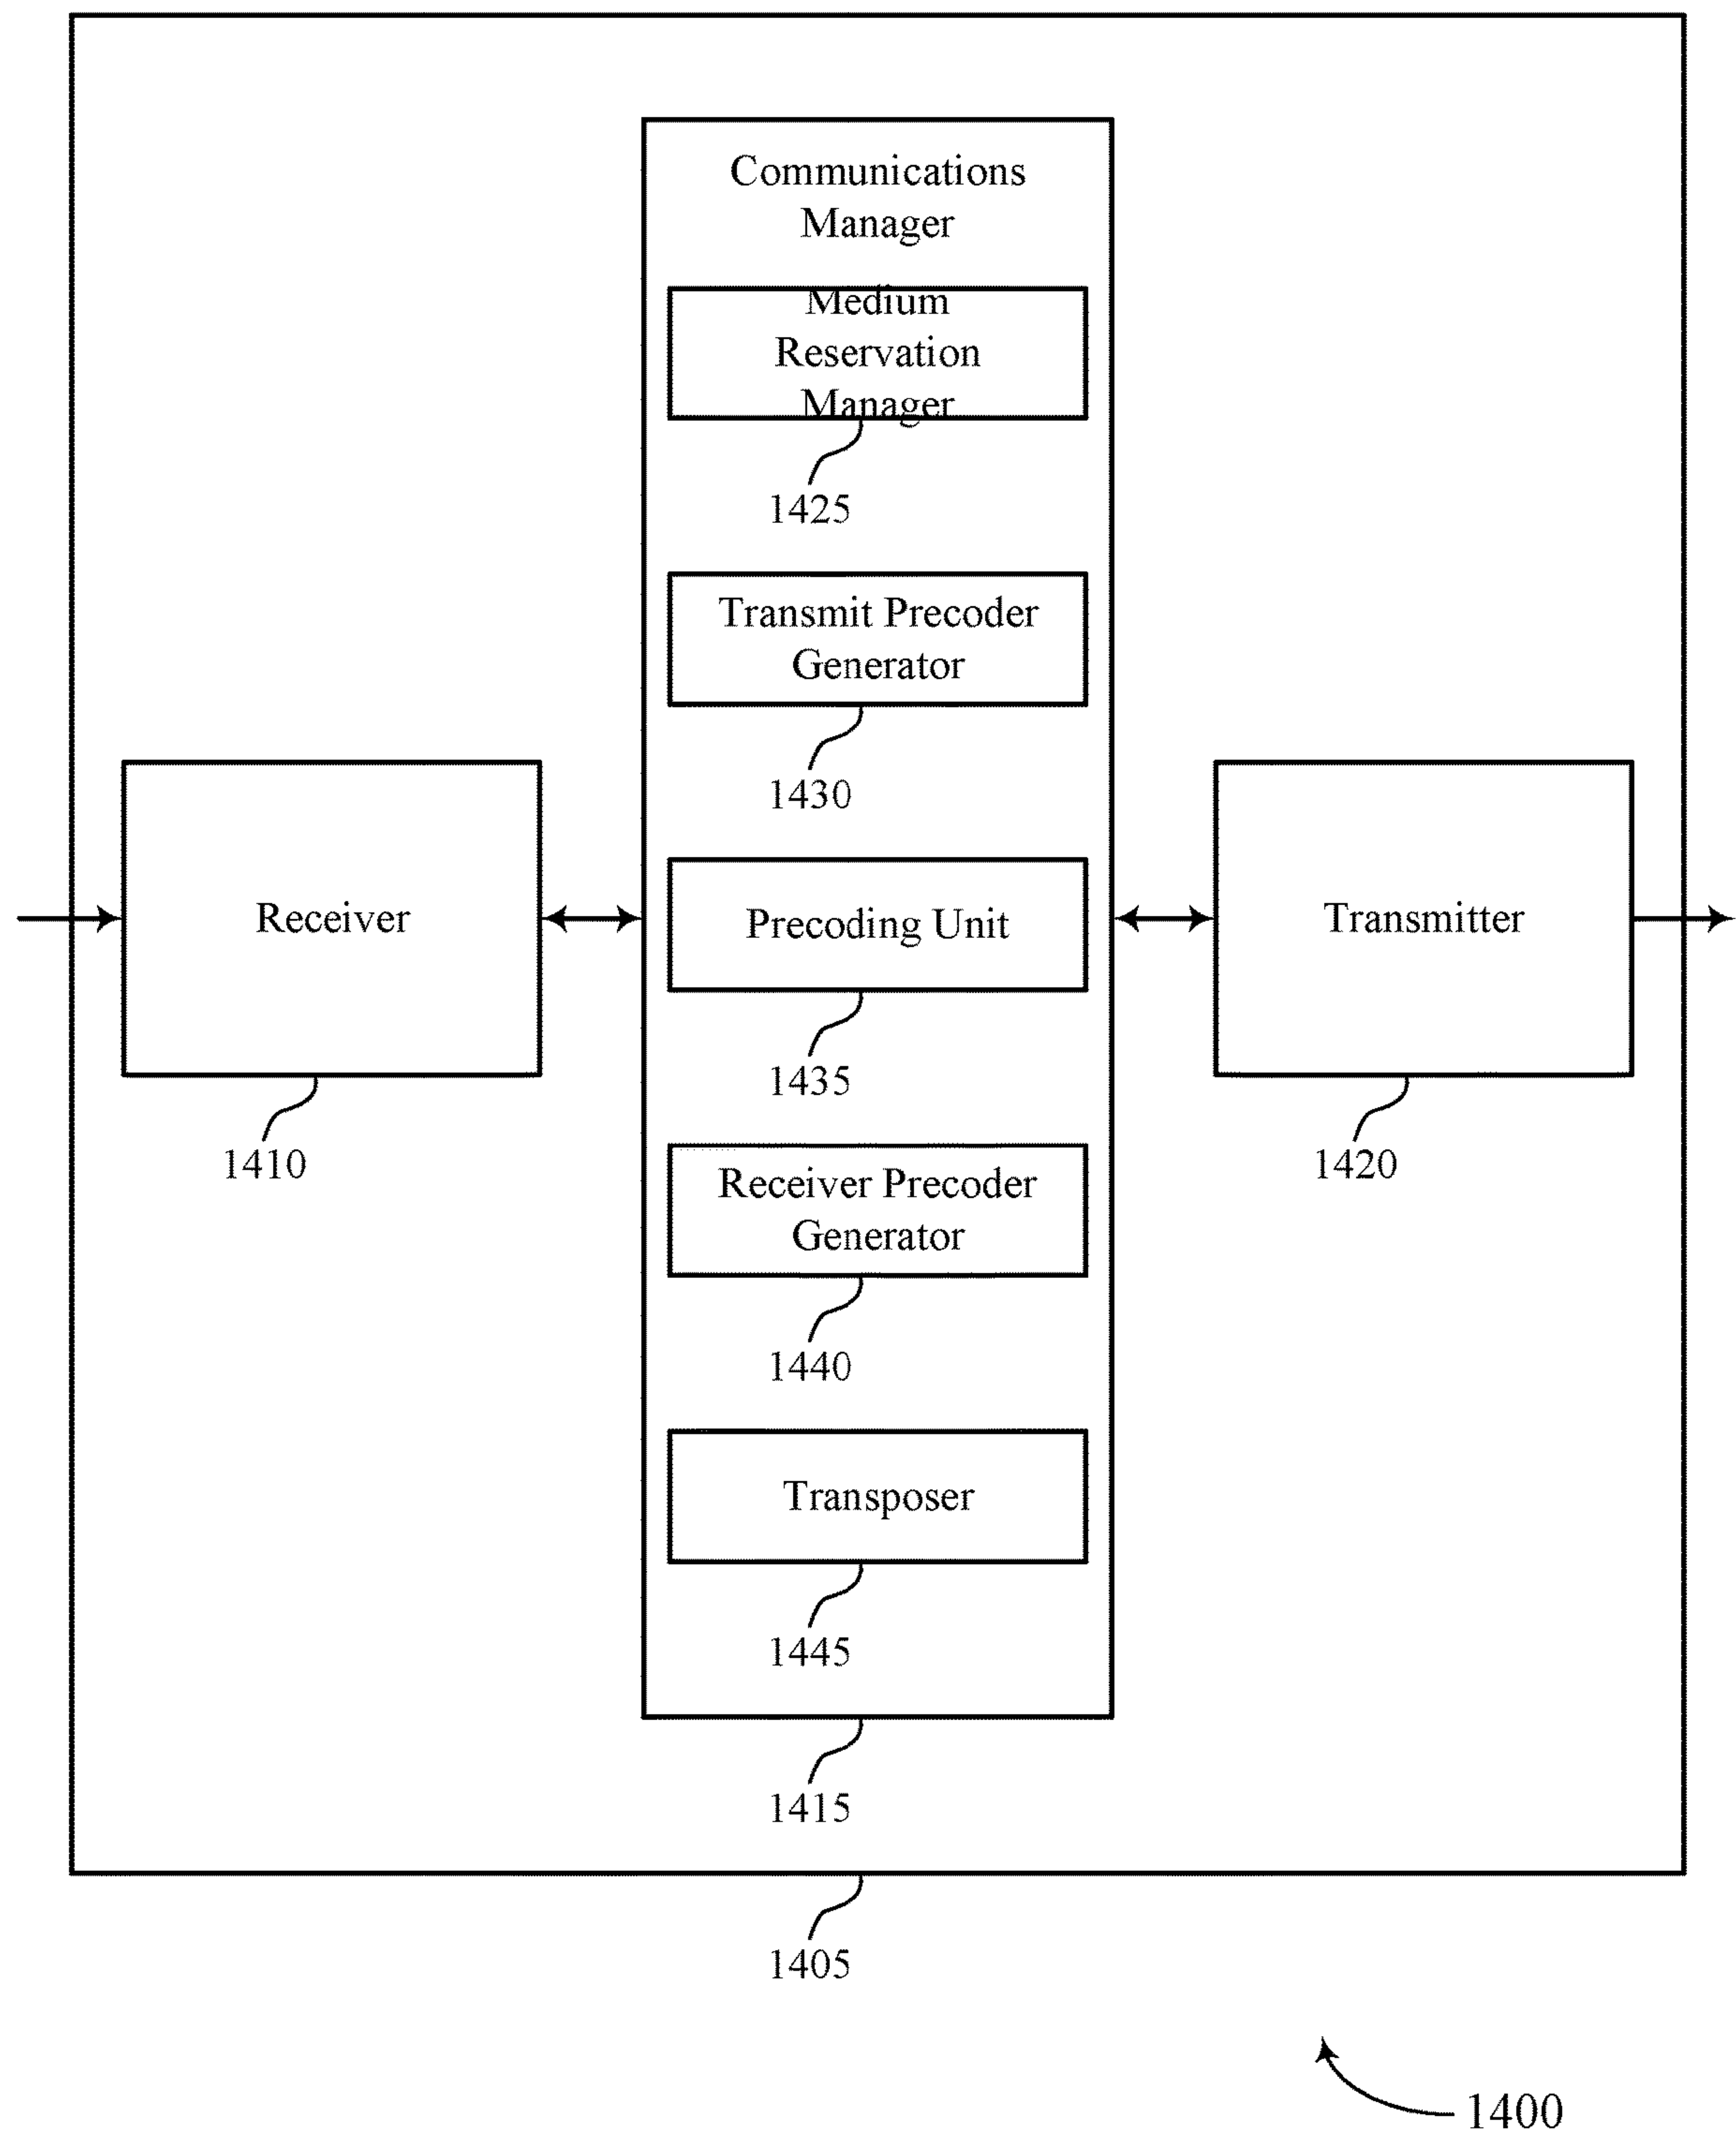 Communications
Manager
Medium
Reservation
Manager
1425
Transmit Precoder
Generator
1430
Receiver
Precoding Unit
Transmitter
1435
1410
1420
Receiver Precoder
Generator
1440
Transposer
1445
1415
1405
1400